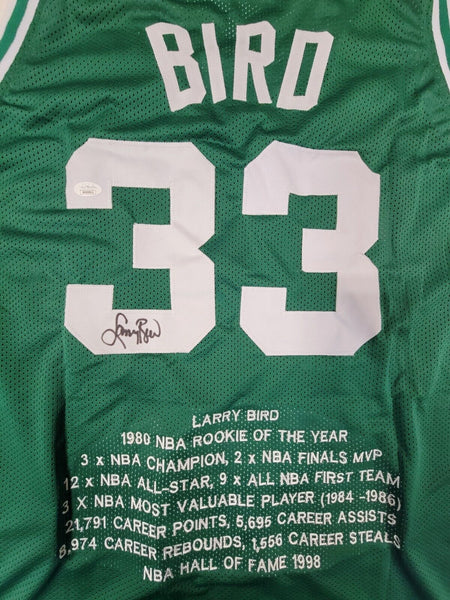 BIRD
33
Larry Bird
LARRY BIRD
1980 NBA ROOKIE OF THE YEAR
3 x NBA CHAMPION, 2 x NBA FINALS MVP
12 x NBA ALL-STAR, 9 x ALL NBA FIRST TEAM
3 x NBA MOST VALUABLE PLAYER (1984 -1986)
21,791 CAREER POINTS, 5,695 CAREER ASSISTS
8,974 CAREER REBOUNDS, 1,556 CAREER STEALS
NBA HALL OF FAME 1998